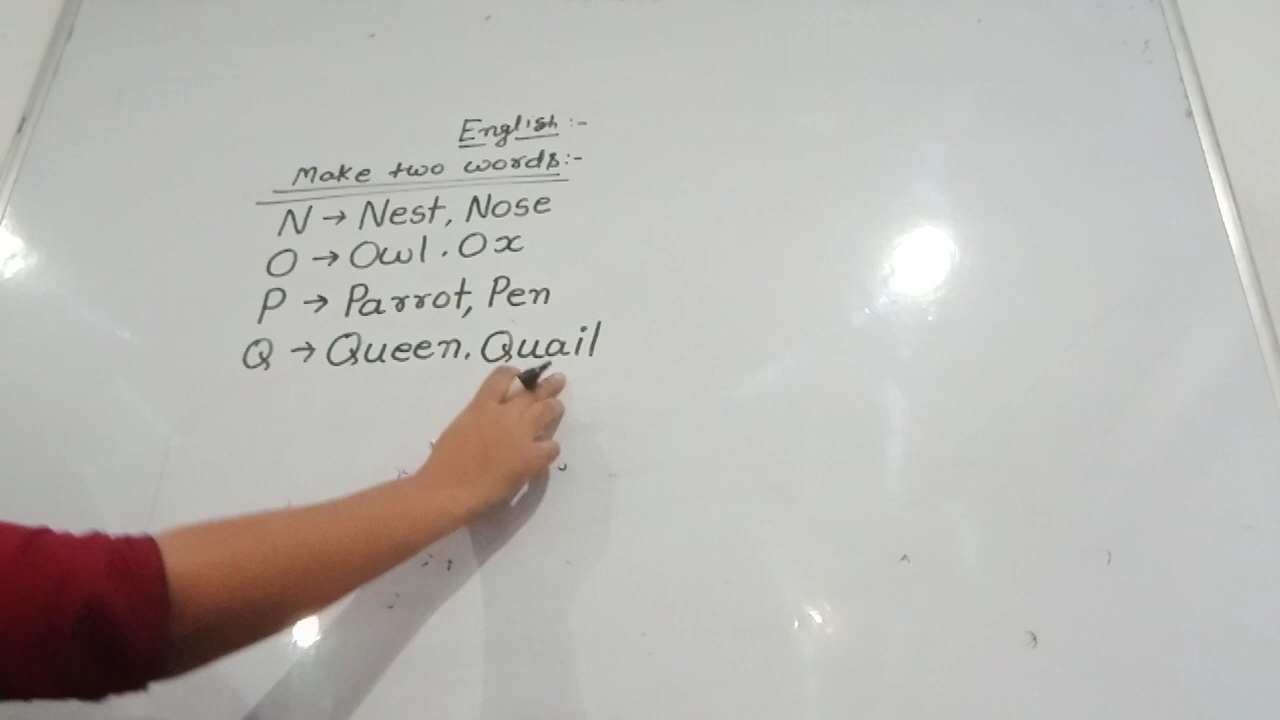 English :-
Make two words:-
N → Nest, Nose
O → Owl . Ox
P → Parrot, Pen
Q → Queen. Quail